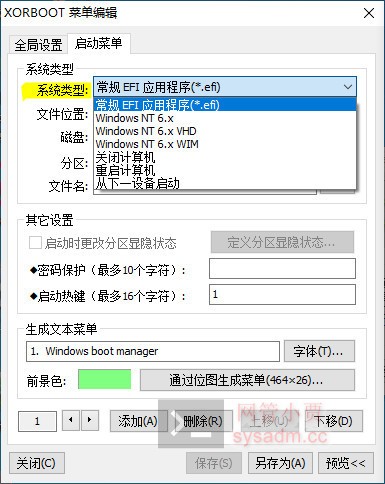 XORBOOT 菜单编辑
全局设置 启动菜单
系统类型
系统类型: 常规 EFI 应用程序(*.efi)
常规 EFI 应用程序(*.efi)
文件位置: Windows NT 6.x
Windows NT 6.x VHD
磁盘: Windows NT 6.x WIM
关闭计算机
分区: 重启计算机
文件名: 从下一设备启动
其它设置
启动时更改分区显隐状态 定义分区显隐状态...
◆密码保护（最多10个字符）:
◆启动热键（最多16个字符）: 1
生成文本菜单
1. Windows boot manager 字体(T)...
前景色: 通过位图生成菜单(464×26)...
1 添加(A) 删除(R) 上移(U) 下移(D)
网管小贾
sysadm.cc
关闭(C) 保存(S) 另存为(A) 预览<<